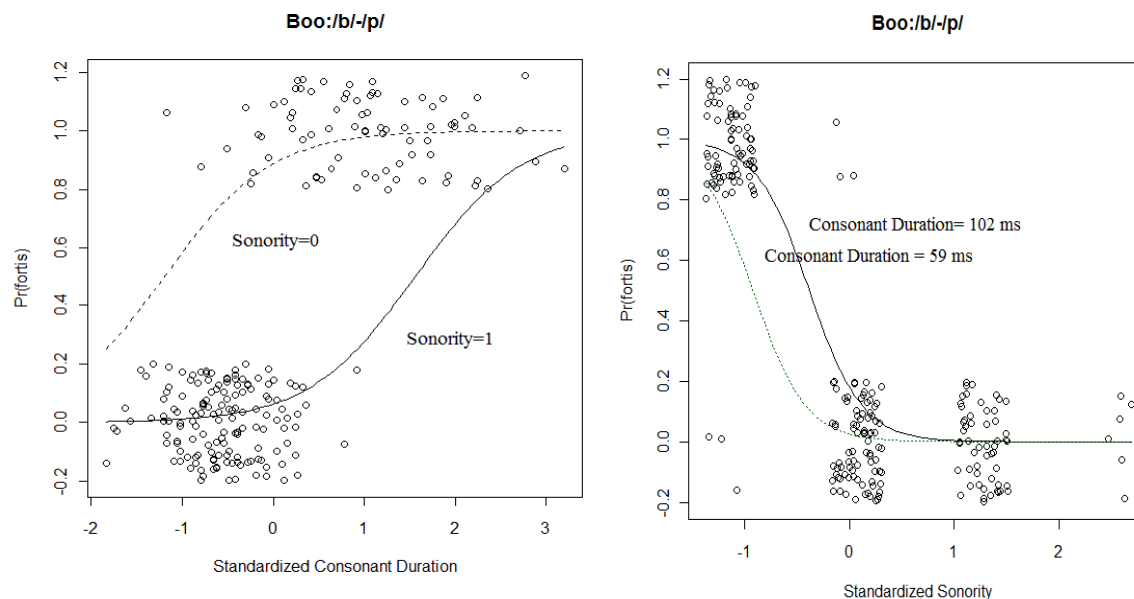 Boo:/b/-/p/
Pr(fortis)
1.2
1.0
0.8
0.6
0.4
0.2
0.0
-0.2
Sonority=0
Sonority=1
-2 -1 0 1 2 3
Standardized Consonant Duration
Boo:/b/-/p/
Pr(fortis)
1.2
1.0
0.8
0.6
0.4
0.2
0.0
-0.2
Consonant Duration= 102 ms
Consonant Duration = 59 ms
-1 0 1 2
Standardized Sonority